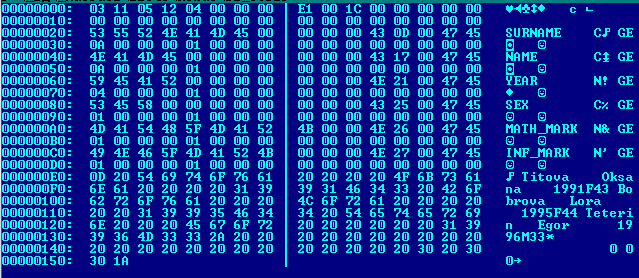 00000010: 00 00 00 00 00 00 00 00 │ 00 00 00 00 00 00 00 00
00000020: 53 55 52 4E 41 4D 45 00 │ 00 00 00 43 0D 00 47 45 SURNAME C♪ GE
00000030: 0A 00 00 00 01 00 00 00 │ 00 00 00 00 00 00 00 00 ◙ ☺
00000040: 4E 41 4D 45 00 00 00 00 │ 00 00 00 43 17 00 47 45 NAME C↨ GE
00000050: 0A 00 00 00 01 00 00 00 │ 00 00 00 00 00 00 00 00 ◙ ☺
00000060: 59 45 41 52 00 00 00 00 │ 00 00 00 4E 21 00 47 45 YEAR N! GE
00000070: 04 00 00 00 01 00 00 00 │ 00 00 00 00 00 00 00 00 ♦ ☺
00000080: 53 45 58 00 00 00 00 00 │ 00 00 00 43 25 00 47 45 SEX C% GE
00000090: 01 00 00 00 01 00 00 00 │ 00 00 00 00 00 00 00 00 ☺ ☺
000000A0: 4D 41 54 48 5F 4D 41 52 │ 4B 00 00 4E 26 00 47 45 MATH_MARK N& GE
000000B0: 01 00 00 00 01 00 00 00 │ 00 00 00 00 00 00 00 00 ☺ ☺
000000C0: 49 4E 46 5F 4D 41 52 4B │ 00 00 00 4E 27 00 47 45 INF_MARK N' GE
000000D0: 01 00 00 00 01 00 00 00 │ 00 00 00 00 00 00 00 00 ☺ ☺
000000E0: 0D 20 54 69 74 6F 76 61 │ 20 20 20 20 4F 6B 73 61 ♪ Titova    Oksa
000000F0: 6E 61 20 20 20 20 31 39 │ 39 31 46 34 33 20 42 6F na    1991F43 Bo
00000100: 62 72 6F 76 61 20 20 20 │ 4C 6F 72 61 20 20 20 20 brova   Lora
00000110: 20 20 31 39 39 35 46 34 │ 34 20 54 65 74 65 72 69   1995F44 Teteri
00000120: 6E 20 20 20 45 67 6F 72 │ 20 20 20 20 20 20 31 39 n   Egor      19
00000130: 39 36 4D 33 33 2A 20 20 │ 20 20 20 20 20 20 20 20 96M33*
00000140: 20 20 20 20 20 20 20 20 │ 20 20 20 20 20 30 20 30 0 0
00000150: 30 1A │ 0→